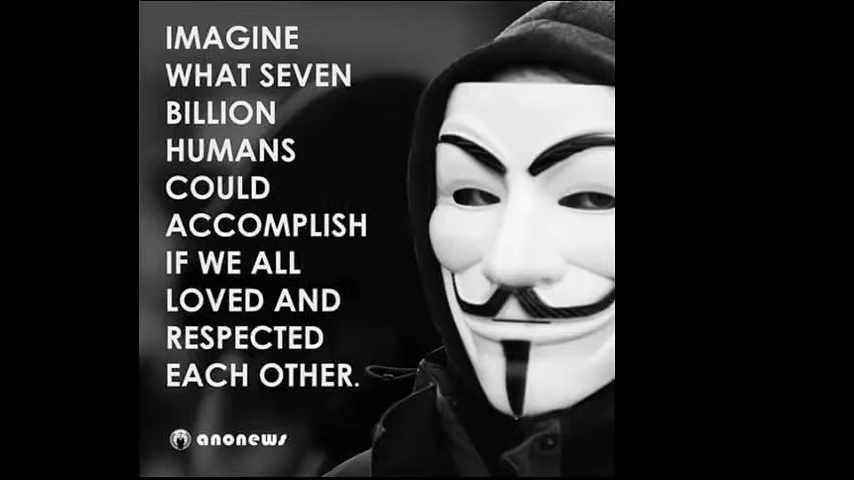 IMAGINE
WHAT SEVEN
BILLION
HUMANS
COULD
ACCOMPLISH
IF WE ALL
LOVED AND
RESPECTED
EACH OTHER.
anonews